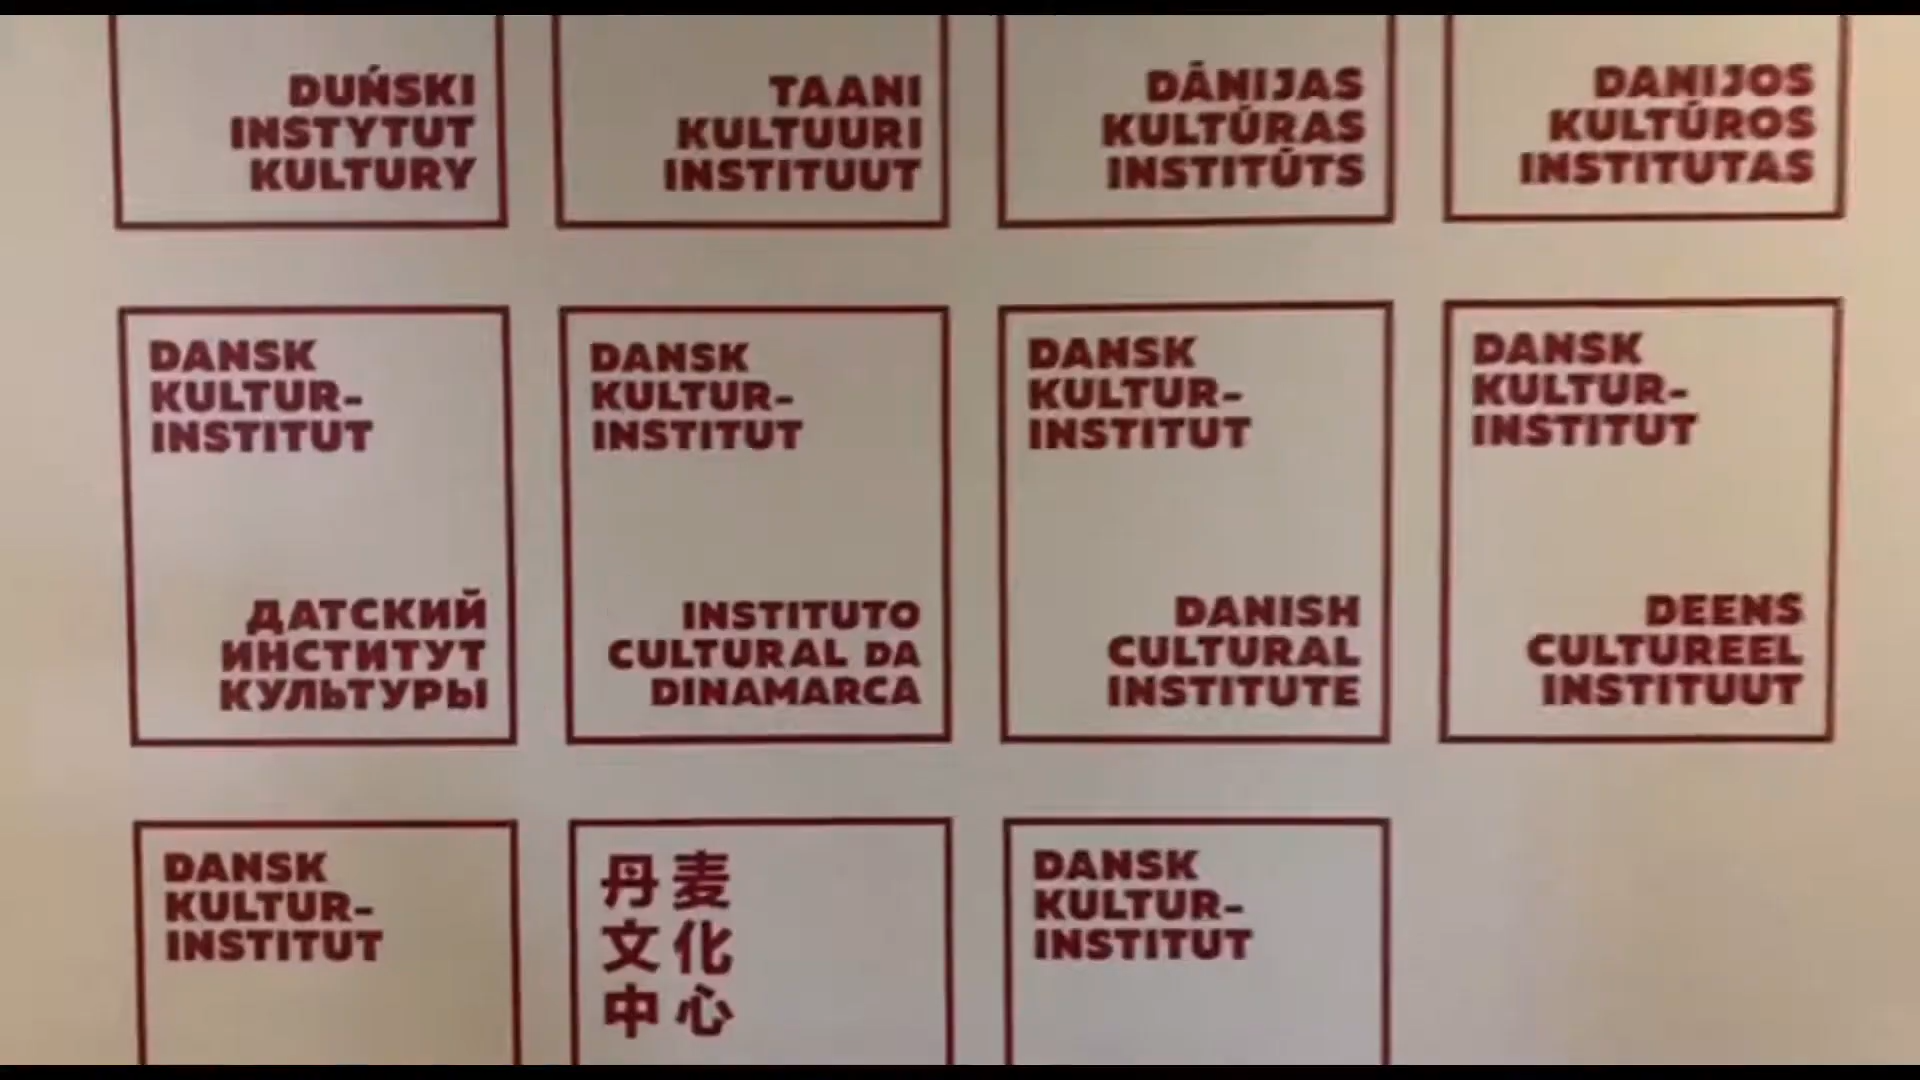 DUŃSKI
INSTYTUT
KULTURY
TAANI
KULTUURI
INSTITUUT
DĀNIJAS
KULTŪRAS
INSTITŪTS
DANIJOS
KULTŪROS
INSTITUTAS
DANSK
KULTUR-
INSTITUT
ДАТСКИЙ
ИНСТИТУТ
КУЛЬТУРЫ
DANSK
KULTUR-
INSTITUT
INSTITUTO
CULTURAL DA
DINAMARCA
DANSK
KULTUR-
INSTITUT
DANISH
CULTURAL
INSTITUTE
DANSK
KULTUR-
INSTITUT
DEENS
CULTUREEL
INSTITUUT
DANSK
KULTUR-
INSTITUT
丹麦
文化
中心
DANSK
KULTUR-
INSTITUT